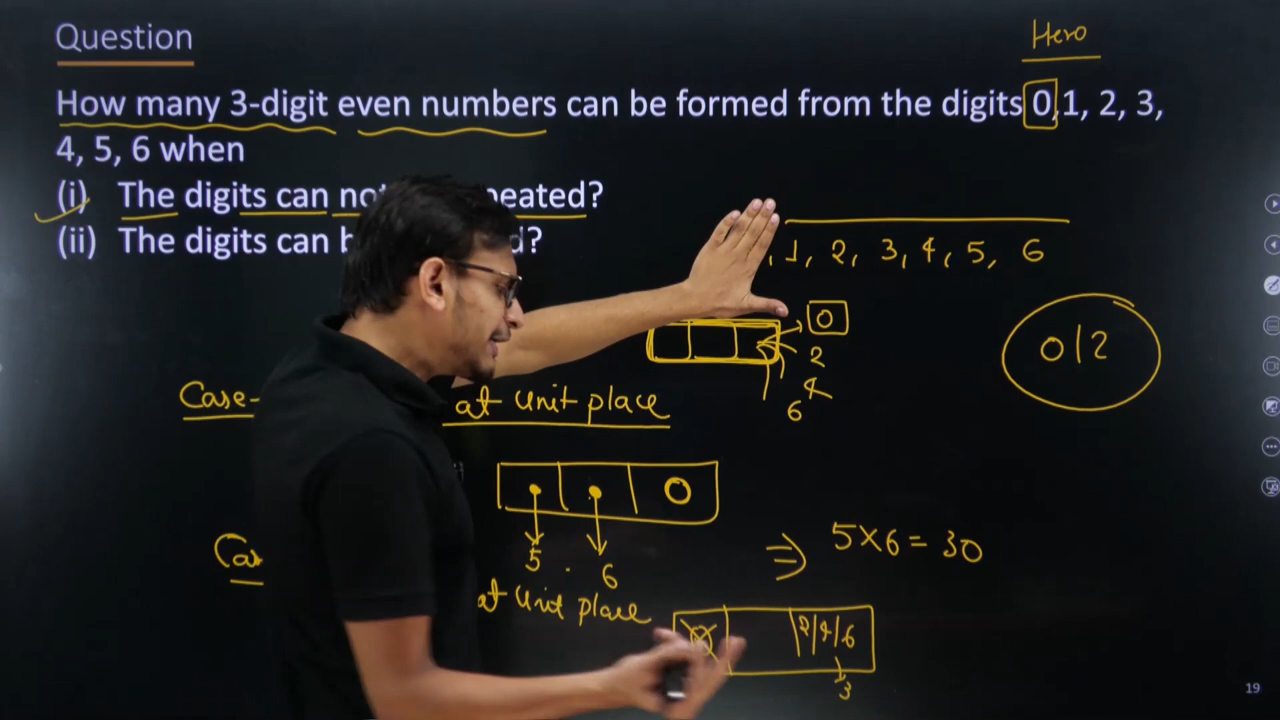 Question
Hero
How many 3-digit even numbers can be formed from the digits 0,1, 2, 3,
4, 5, 6 when
(i) The digits can
(ii) The digits can
, 1, 2, 3, 4, 5, 6
0
2
4
6
0/2
Case-
at unit place
0
5 . 6
⇒ 5×6 = 30
at unit place
0
2/4/6
3
19